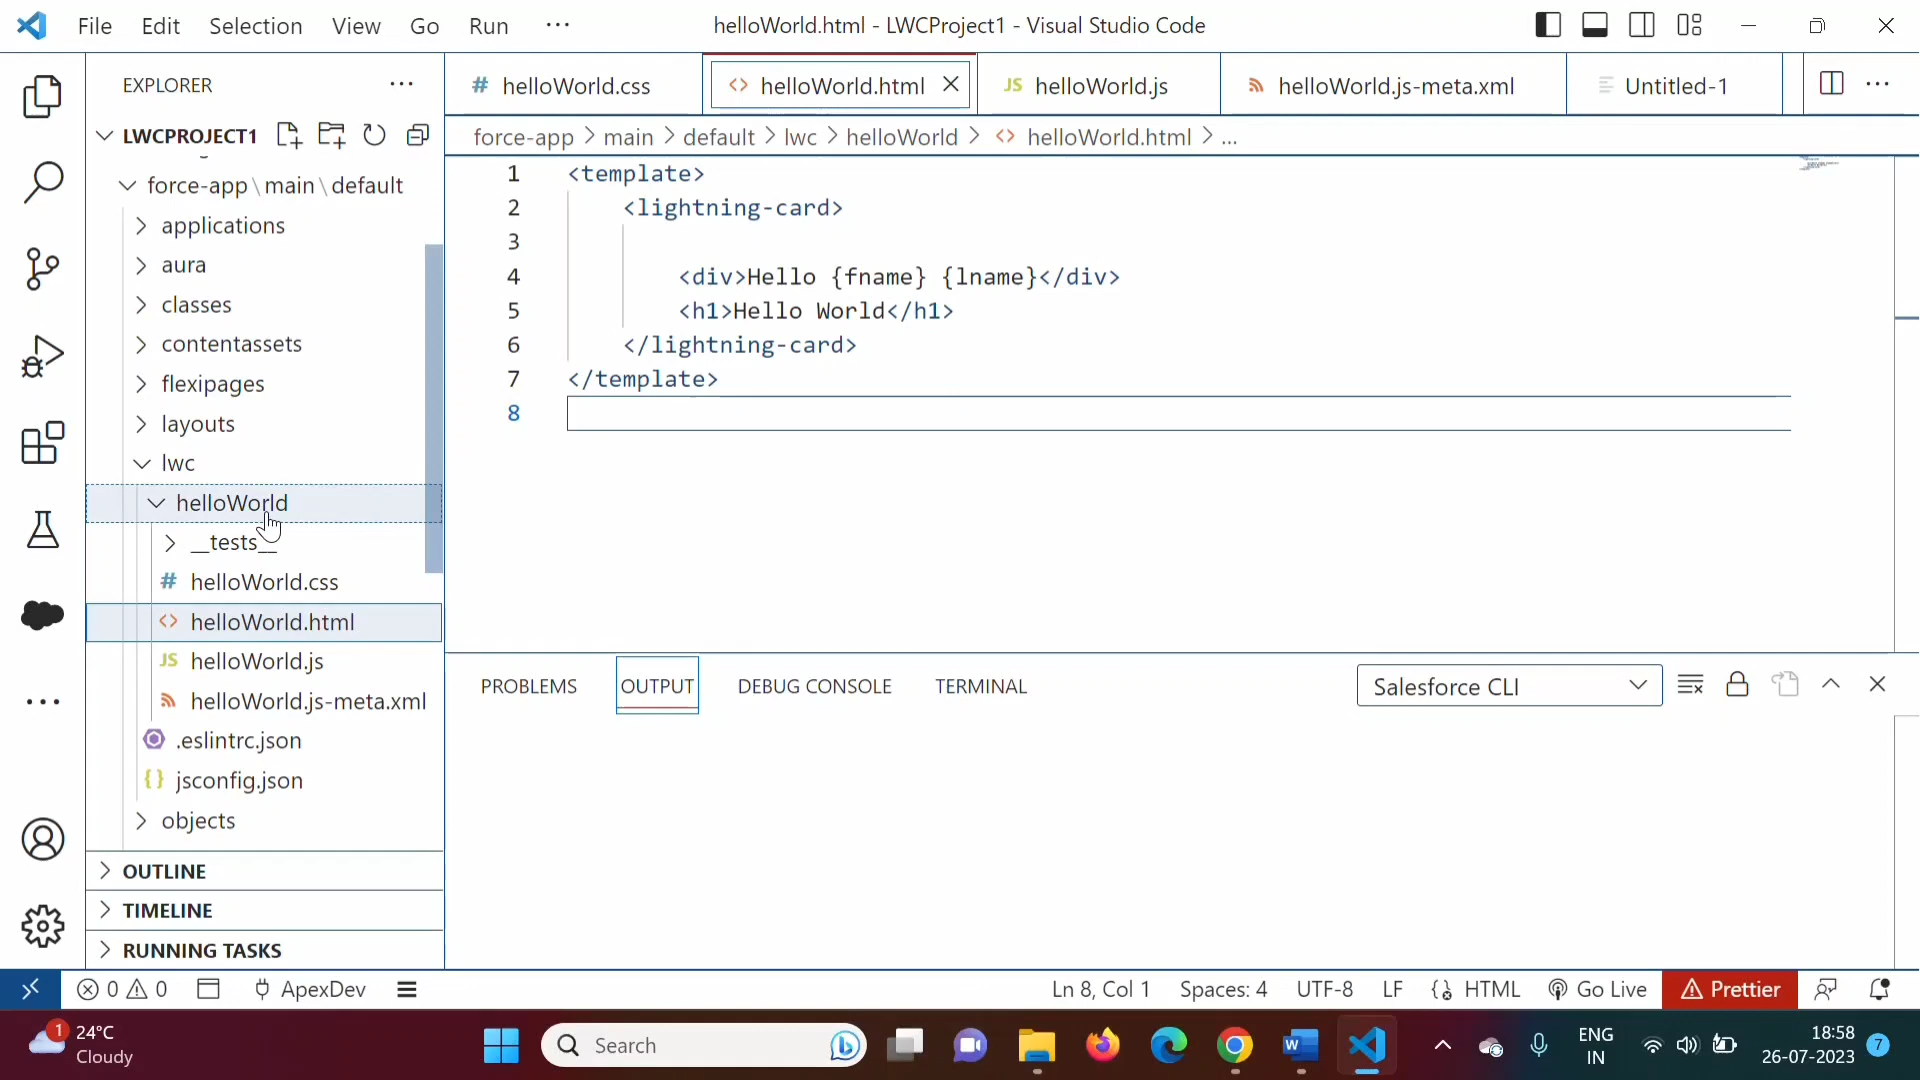 File Edit Selection View Go Run ··· helloWorld.html - LWCProject1 - Visual Studio Code
EXPLORER ···
LWCPROJECT1
force-app\main\default
applications
aura
classes
contentassets
flexipages
layouts
lwc
helloWorld
__tests__
helloWorld.css
helloWorld.html
helloWorld.js
helloWorld.js-meta.xml
.eslintrc.json
jsconfig.json
objects
OUTLINE
TIMELINE
RUNNING TASKS
# helloWorld.css <> helloWorld.html JS helloWorld.js helloWorld.js-meta.xml Untitled-1
force-app > main > default > lwc > helloWorld > <> helloWorld.html > ...
1 <template>
2 <lightning-card>
3
4 <div>Hello {fname} {lname}</div>
5 <h1>Hello World</h1>
6 </lightning-card>
7 </template>
8
PROBLEMS OUTPUT DEBUG CONSOLE TERMINAL Salesforce CLI
0 0 ApexDev Ln 8, Col 1 Spaces: 4 UTF-8 LF HTML Go Live Prettier
1 24°C
Cloudy
Search
ENG
IN
18:58
26-07-2023
7